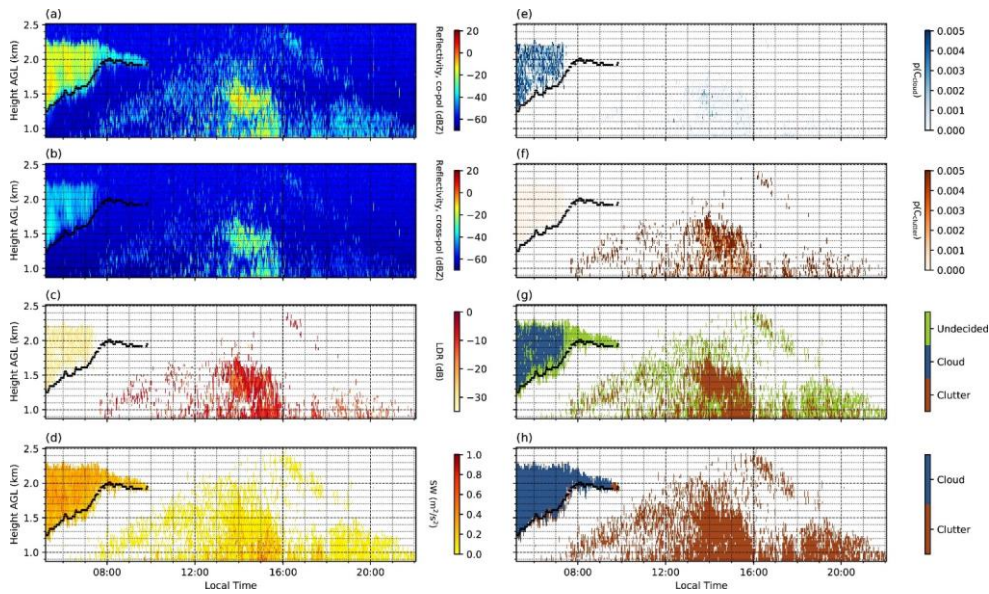 (a)
2.5
2.0
1.5
1.0
Height AGL (km)
20
0
−20
−40
−60
Reflectivity, co-pol (dBZ)
(b)
2.5
2.0
1.5
1.0
Height AGL (km)
20
0
−20
−40
−60
Reflectivity, cross-pol (dBZ)
(c)
2.5
2.0
1.5
1.0
Height AGL (km)
0
−10
−20
−30
LDR (dB)
(d)
2.5
2.0
1.5
1.0
Height AGL (km)
08:00 12:00 16:00 20:00
Local Time
1.0
0.8
0.6
0.4
0.2
0.0
SW (m²/s²)
(e)
0.005
0.004
0.003
0.002
0.001
0.000
p(Ccloud)
(f)
0.005
0.004
0.003
0.002
0.001
0.000
p(Cclutter)
(g)
Undecided
Cloud
Clutter
(h)
08:00 12:00 16:00 20:00
Local Time
Cloud
Clutter